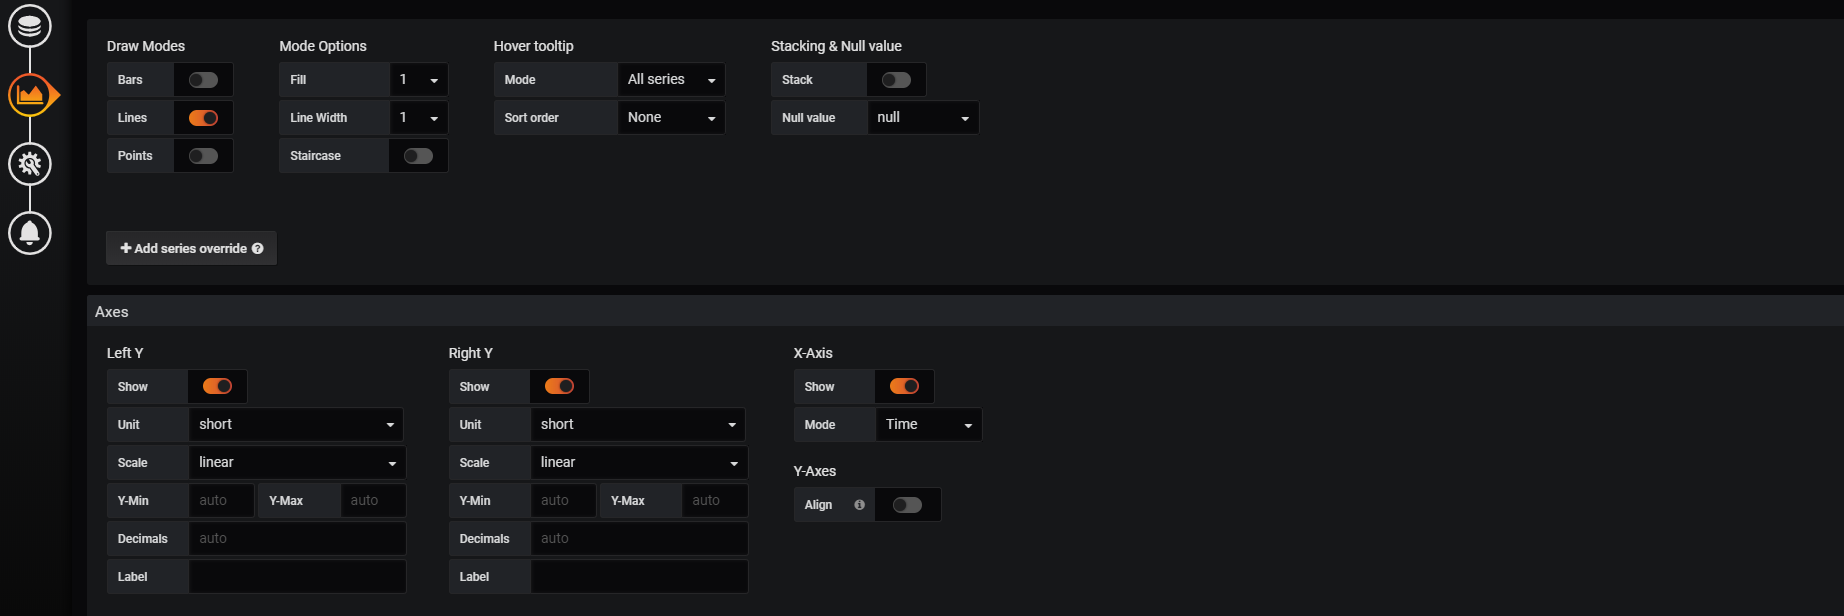 Draw Modes
Bars
Lines
Points
Mode Options
Fill 1
Line Width 1
Staircase
Hover tooltip
Mode All series
Sort order None
Stacking & Null value
Stack
Null value null
Add series override
Axes
Left Y
Show
Unit short
Scale linear
Y-Min auto Y-Max auto
Decimals auto
Label
Right Y
Show
Unit short
Scale linear
Y-Min auto Y-Max auto
Decimals auto
Label
X-Axis
Show
Mode Time
Y-Axes
Align